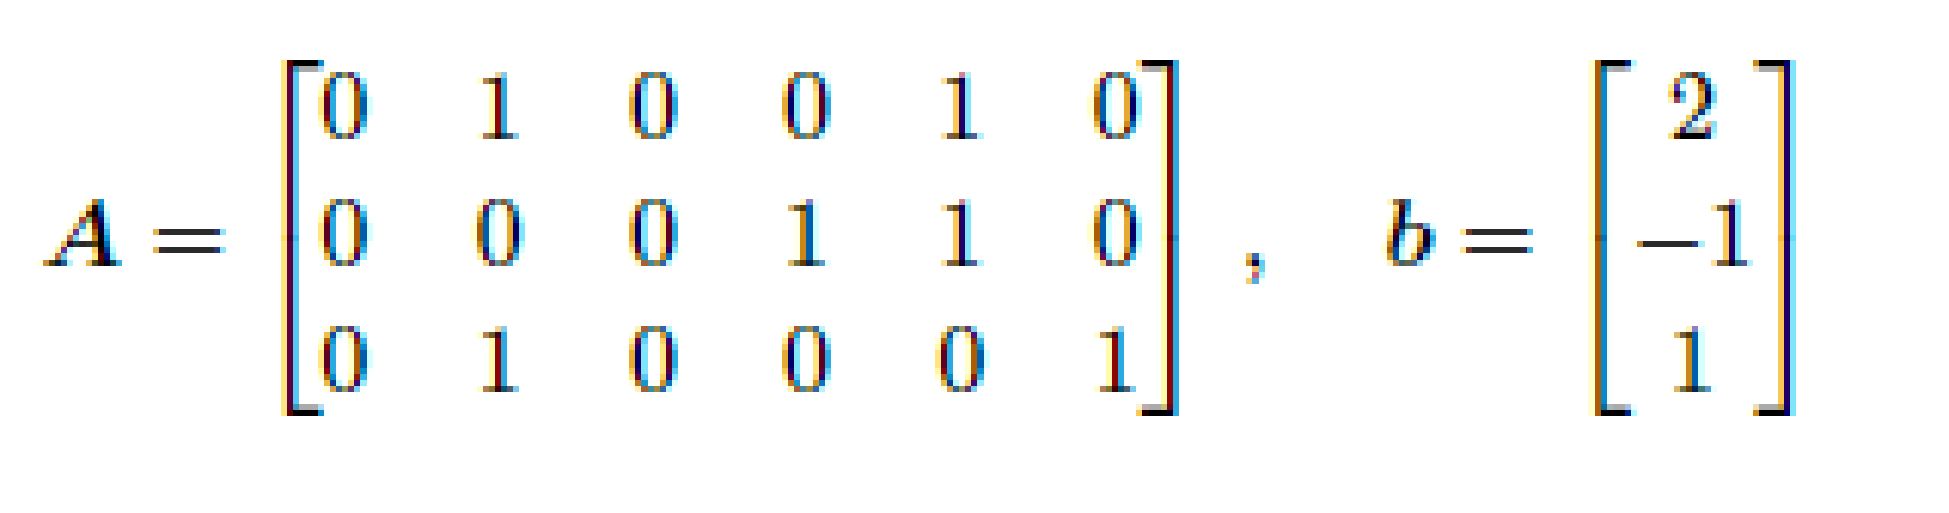 A = [0 1 0 0 1 0; 0 0 0 1 1 0; 0 1 0 0 0 1], b = [2; −1; 1]